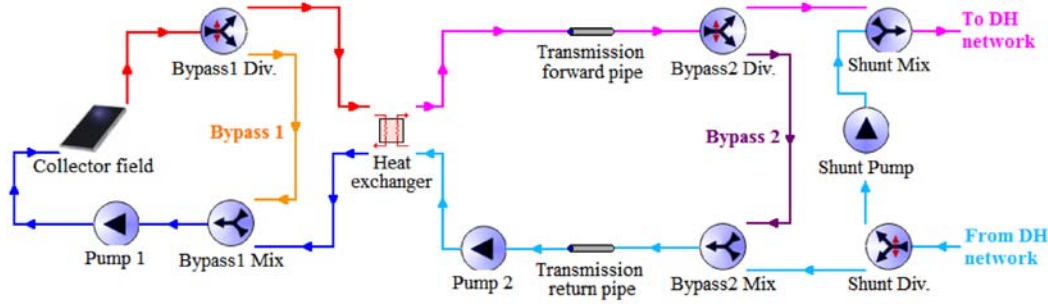 Bypass1 Div.
Transmission
forward pipe
Bypass2 Div.
Shunt Mix
To DH
network
Collector field
Bypass 1
Heat
exchanger
Bypass 2
Shunt Pump
Pump 1
Bypass1 Mix
Pump 2
Transmission
return pipe
Bypass2 Mix
Shunt Div.
From DH
network